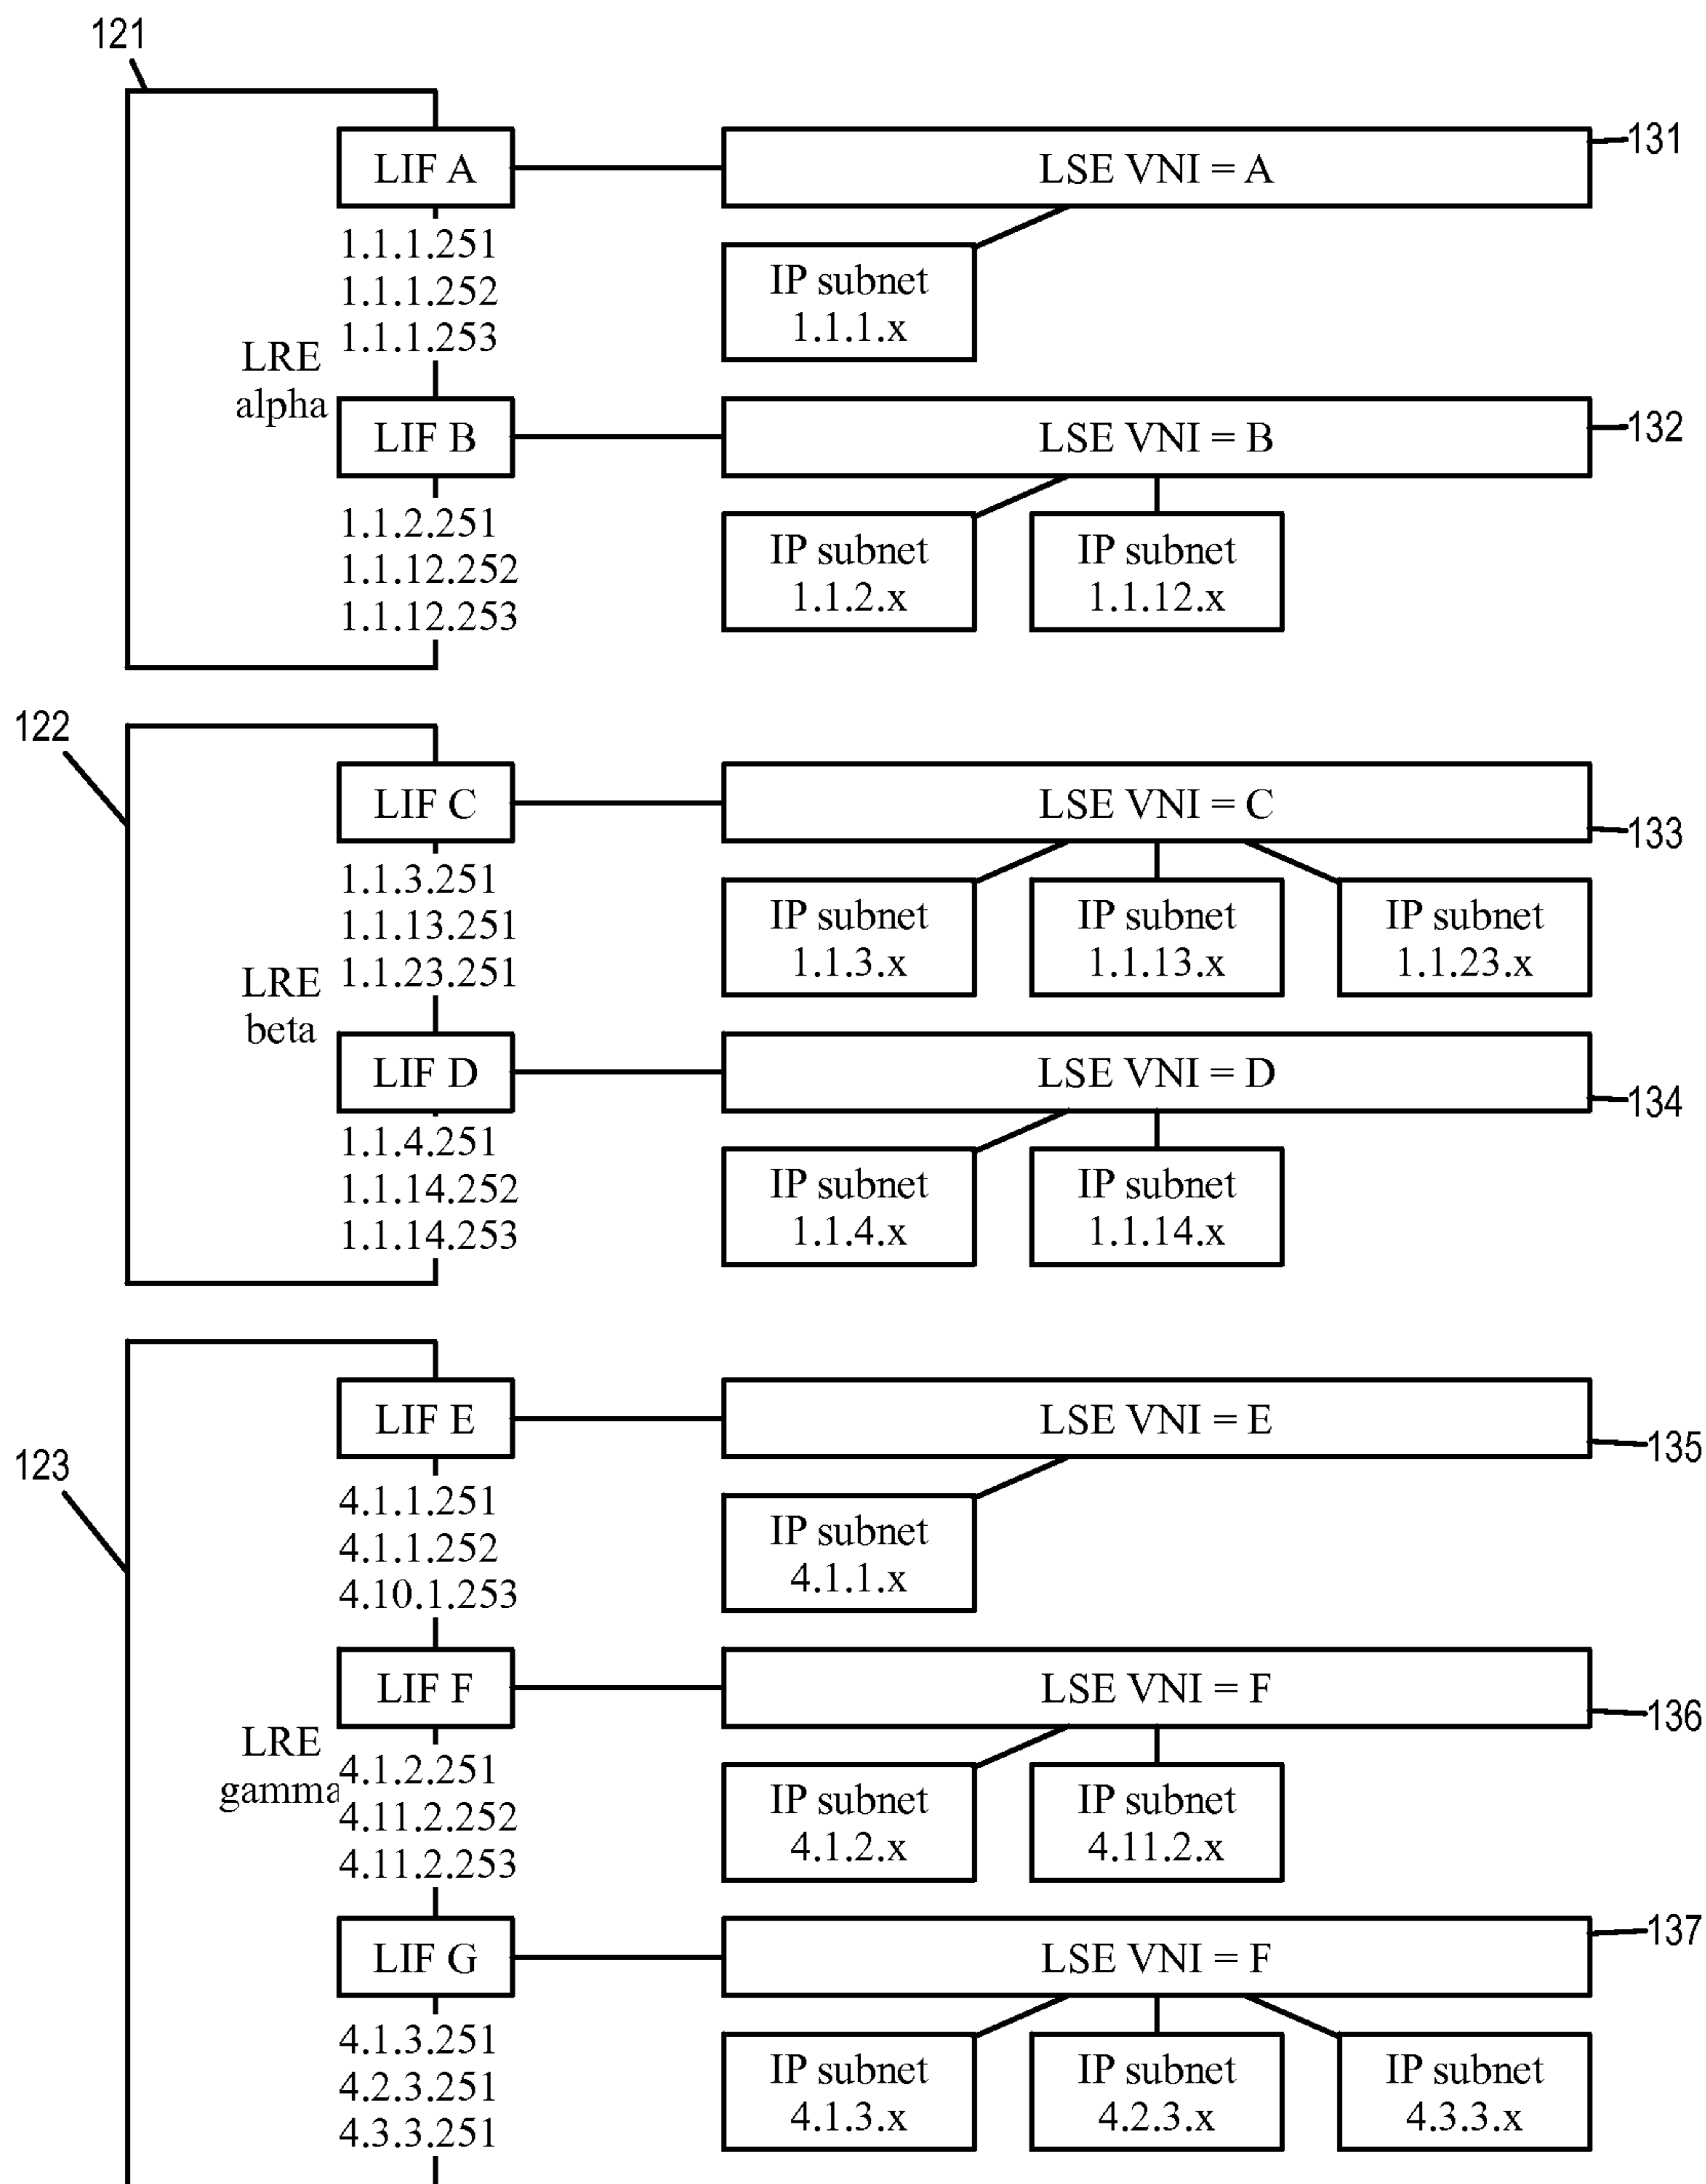 121
LIF A
LSE VNI = A
131
1.1.1.251
1.1.1.252
1.1.1.253
IP subnet
1.1.1.x
LRE
alpha
LIF B
LSE VNI = B
132
1.1.2.251
1.1.12.252
1.1.12.253
IP subnet
1.1.2.x
IP subnet
1.1.12.x
122
LIF C
LSE VNI = C
133
1.1.3.251
1.1.13.251
1.1.23.251
IP subnet
1.1.3.x
IP subnet
1.1.13.x
IP subnet
1.1.23.x
LRE
beta
LIF D
LSE VNI = D
134
1.1.4.251
1.1.14.252
1.1.14.253
IP subnet
1.1.4.x
IP subnet
1.1.14.x
123
LIF E
LSE VNI = E
135
4.1.1.251
4.1.1.252
4.10.1.253
IP subnet
4.1.1.x
LIF F
LSE VNI = F
136
LRE
gamma
4.1.2.251
4.11.2.252
4.11.2.253
IP subnet
4.1.2.x
IP subnet
4.11.2.x
LIF G
LSE VNI = F
137
4.1.3.251
4.2.3.251
4.3.3.251
IP subnet
4.1.3.x
IP subnet
4.2.3.x
IP subnet
4.3.3.x